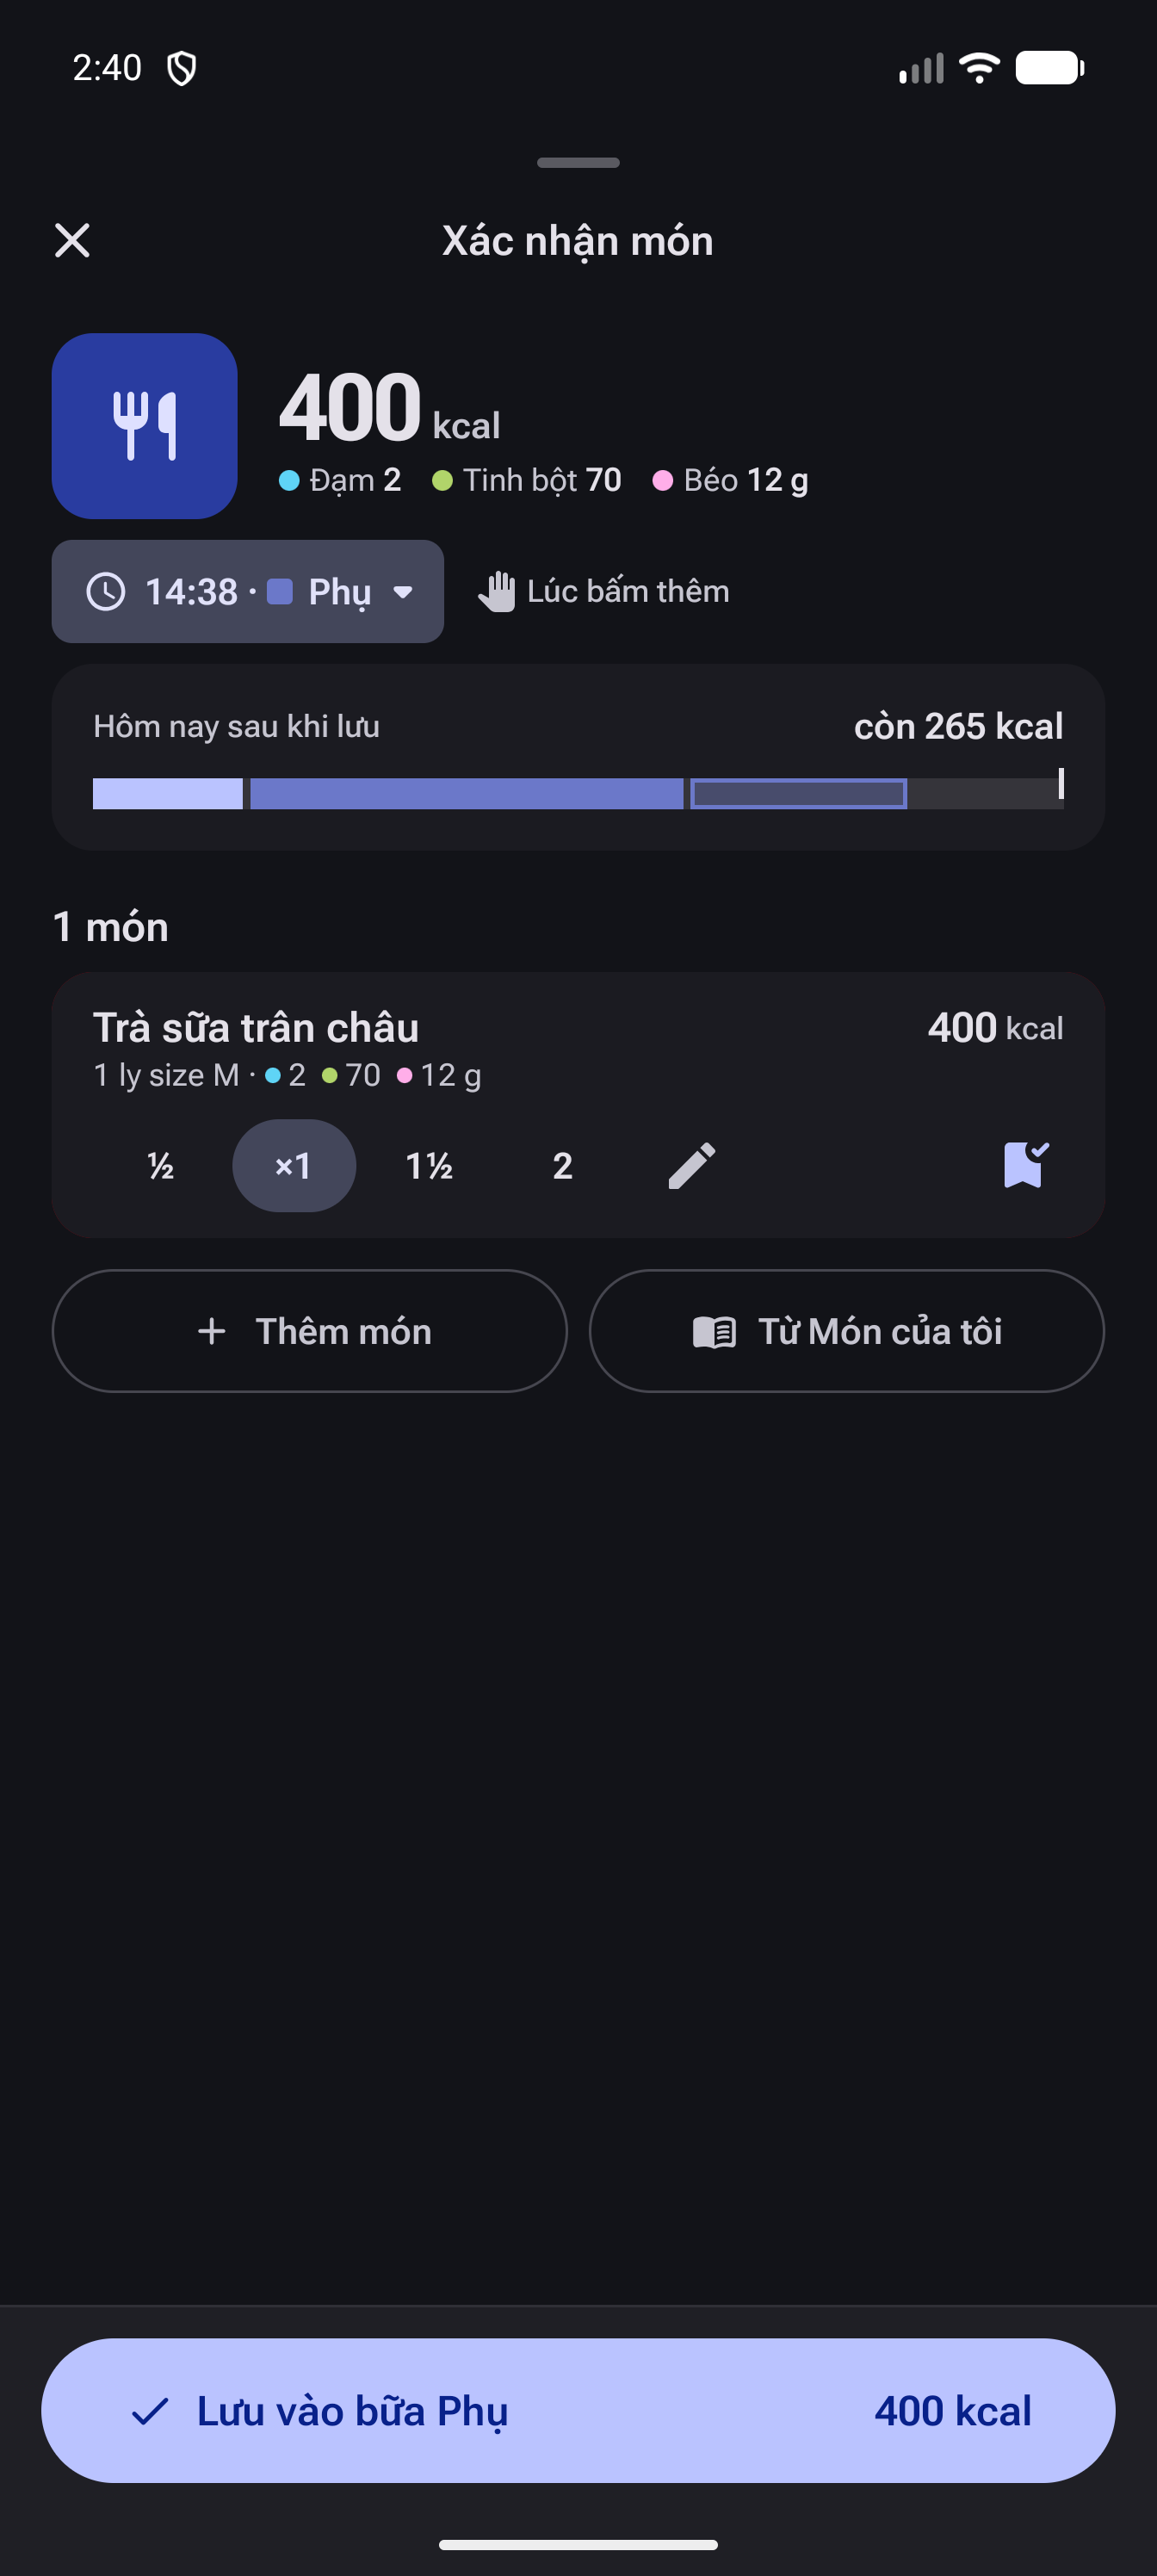 2:40
Xác nhận món
400 kcal
Đạm 2 Tinh bột 70 Béo 12 g
14:38 · Phụ Lúc bấm thêm
Hôm nay sau khi lưu còn 265 kcal
1 món
Trà sữa trân châu 400 kcal
1 ly size M · 2 70 12 g
½ ×1 1½ 2
+ Thêm món Từ Món của tôi
Lưu vào bữa Phụ 400 kcal